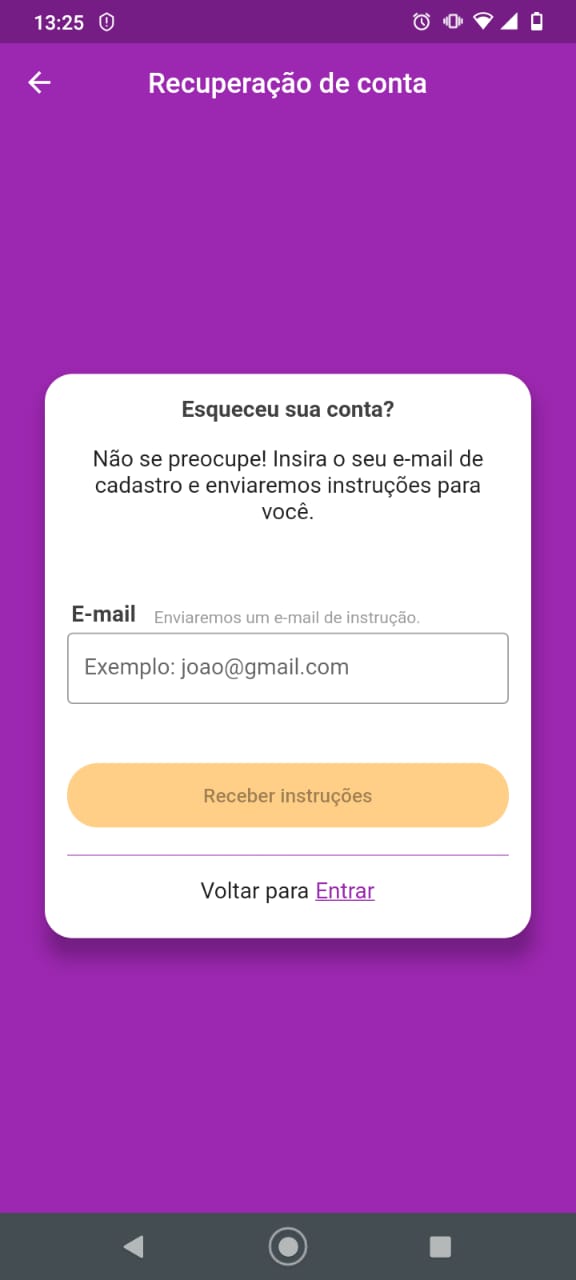 13:25
Recuperação de conta
Esqueceu sua conta?
Não se preocupe! Insira o seu e-mail de
cadastro e enviaremos instruções para
você.
E-mail Enviaremos um e-mail de instrução.
Exemplo: joao@gmail.com
Receber instruções
Voltar para Entrar